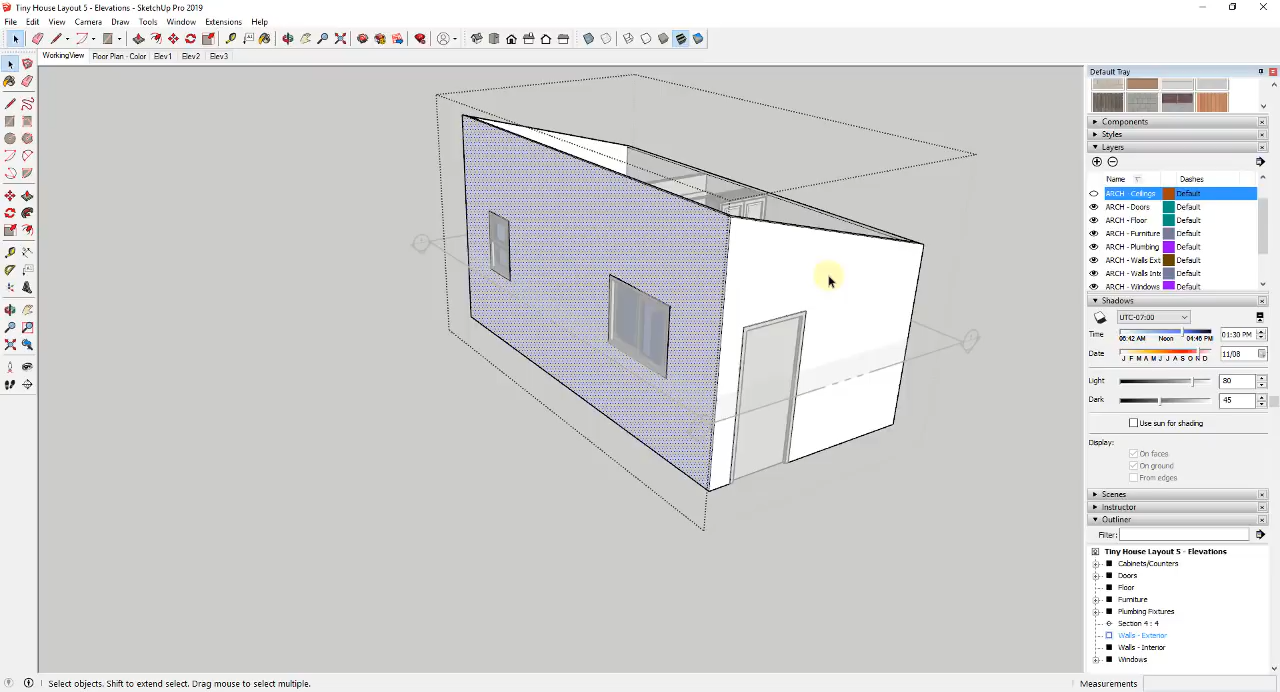 Tiny House Layout 5 - Elevations - SketchUp Pro 2019
File Edit View Camera Draw Tools Window Extensions Help
WorkingView Floor Plan - Color Elev1 Elev2 Elev3
Default Tray
Components
Styles
Layers
Name Dashes
ARCH - Ceilings Default
ARCH - Doors Default
ARCH - Floor Default
ARCH - Furniture Default
ARCH - Plumbing Default
ARCH - Walls Ext Default
ARCH - Walls Inte Default
ARCH - Windows Default
Shadows
UTC-07:00
Time 06:42 AM Noon 04:46 PM 01:30 PM
Date J F M A M J J A S O N D 11/08
Light 80
Dark 45
Use sun for shading
Display:
On faces
On ground
From edges
Scenes
Instructor
Outliner
Filter:
Tiny House Layout 5 - Elevations
Cabinets/Counters
Doors
Floor
Furniture
Plumbing Fixtures
Section 4 : 4
Walls - Exterior
Walls - Interior
Windows
Select objects. Shift to extend select. Drag mouse to select multiple.
Measurements